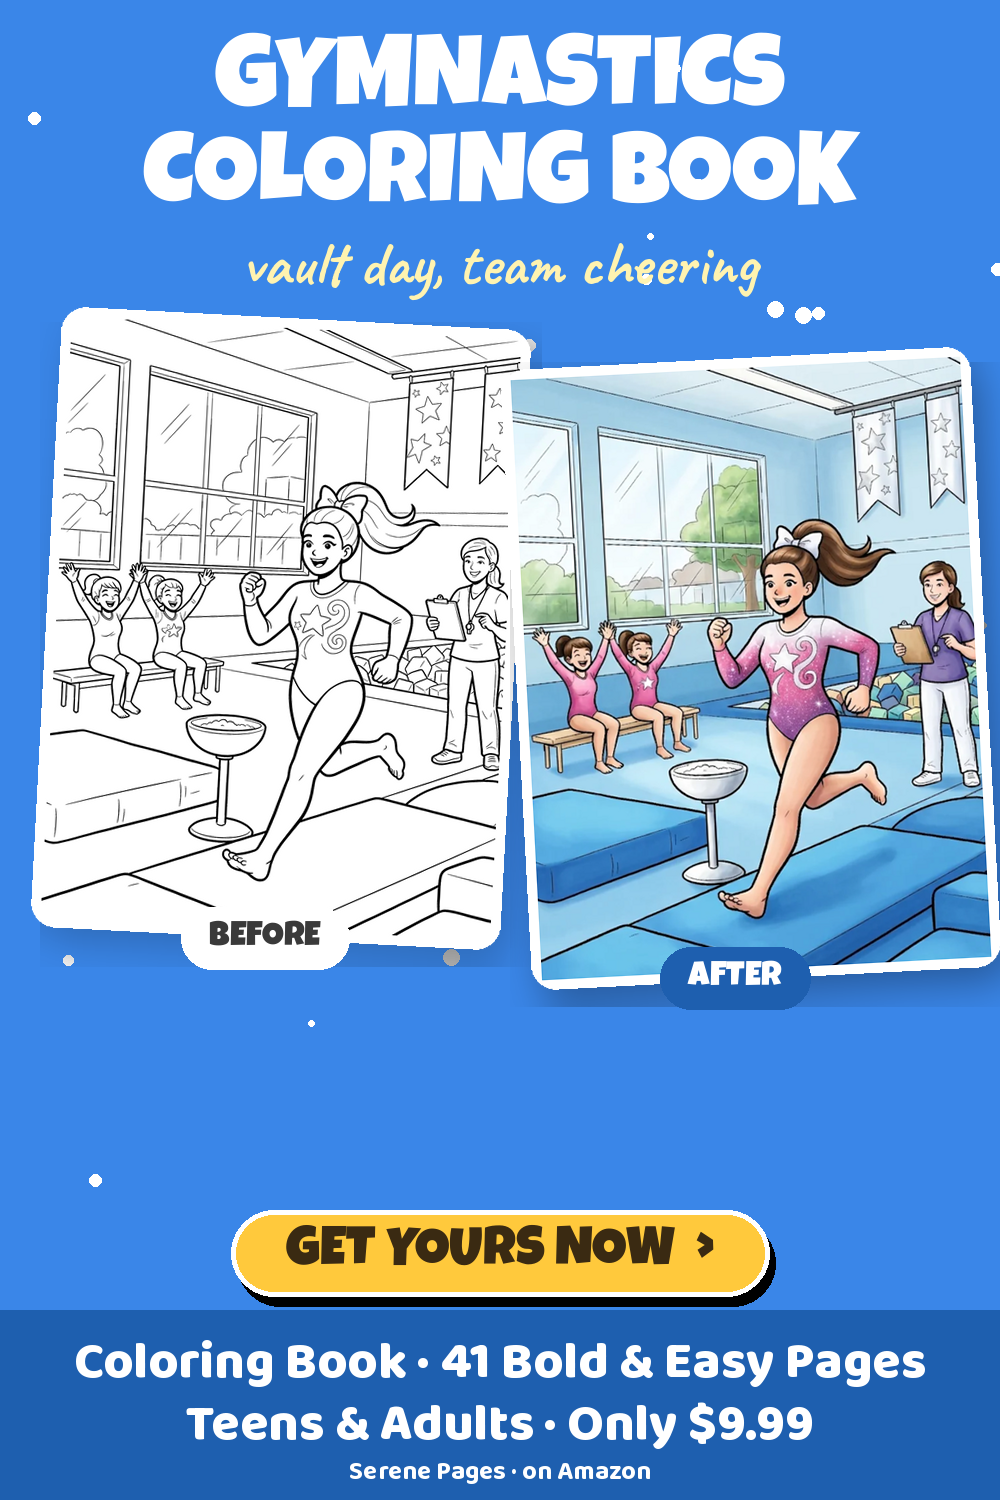 GYMNASTICS
COLORING BOOK
vault day, team cheering
BEFORE
AFTER
GET YOURS NOW >
Coloring Book · 41 Bold & Easy Pages
Teens & Adults · Only $9.99
Serene Pages · on Amazon